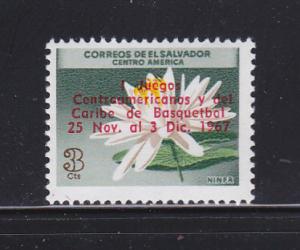 CORREOS DE EL SALVADOR
CENTRO AMERICA
Juegos
Centroamericanos y del
Caribe de Basquetbol
25 Nov. al 3 Dic. 1967
3
Cts
NINFA